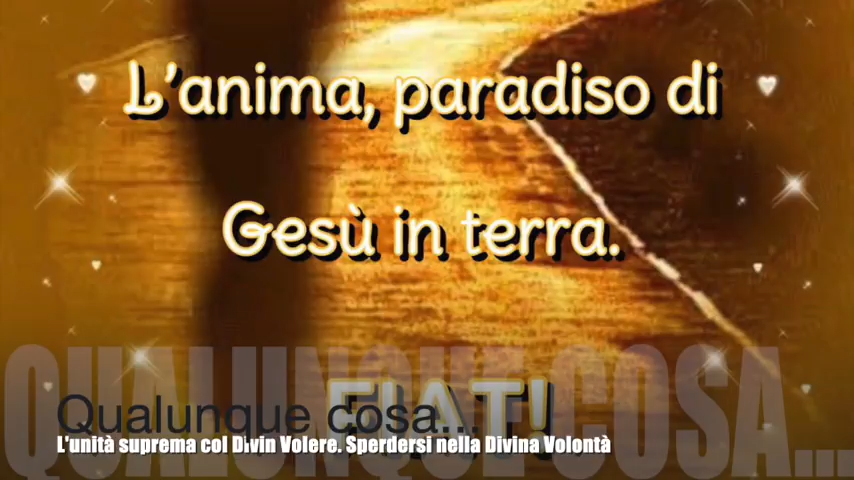 L'anima, paradiso di
Gesù in terra.
FIAT!
QUALUNQUE COSA...
Qualunque cosa...
L'unità suprema col Divin Volere. Sperdersi nella Divina Volontà